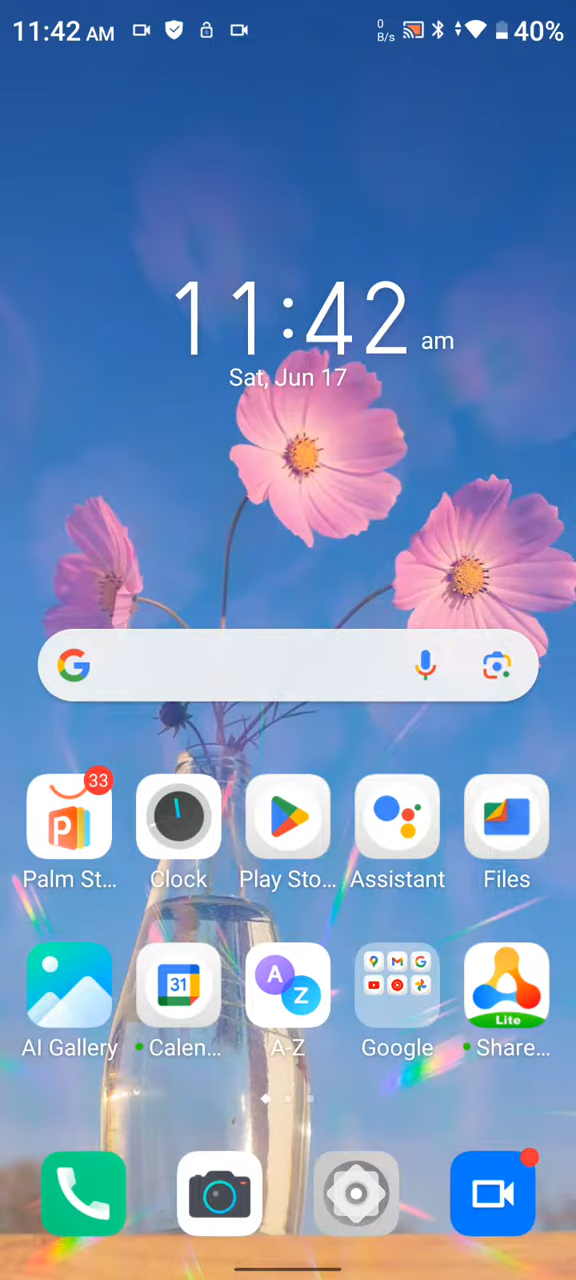 11:42 AM
0
B/s
40%
11:42 am
Sat, Jun 17
33
Palm St...
Clock
Play Sto...
Assistant
Files
31
A
Z
Lite
AI Gallery
Calen...
A-Z
Google
Share...